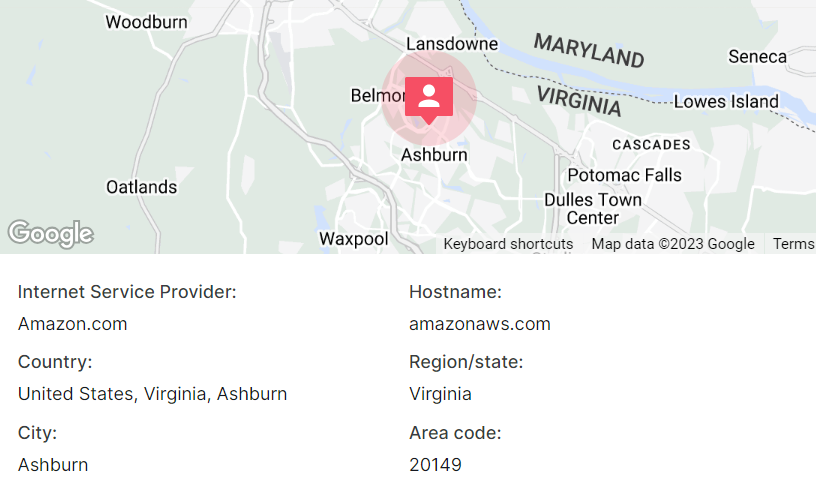 Woodburn
Lansdowne
MARYLAND
Seneca
Belmo
VIRGINIA
Lowes Island
Ashburn
CASCADES
Potomac Falls
Oatlands
Dulles Town
Center
Google
Waxpool
Keyboard shortcuts
Map data ©2023 Google
Terms
Internet Service Provider:
Hostname:
Amazon.com
amazonaws.com
Country:
Region/state:
United States, Virginia, Ashburn
Virginia
City:
Area code:
Ashburn
20149